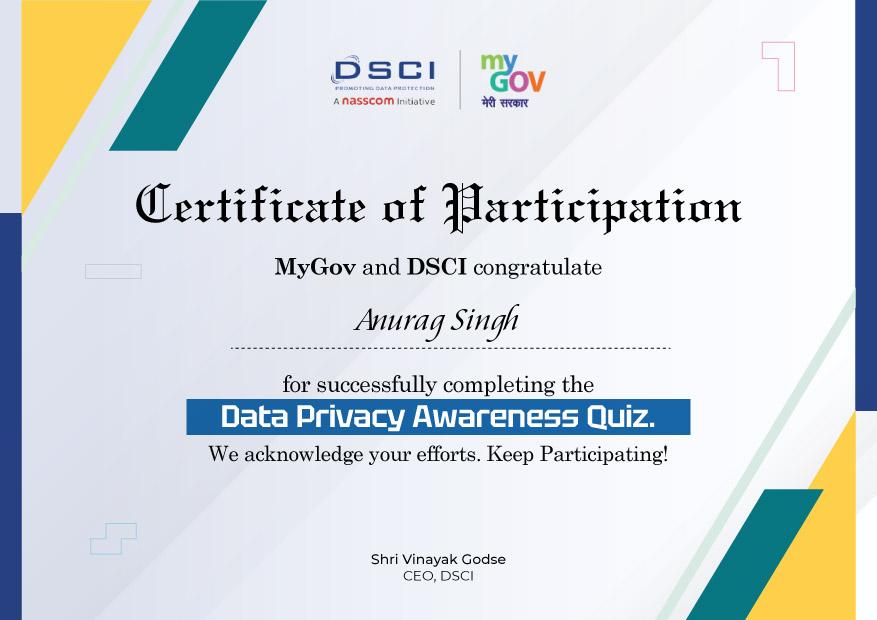 DSCI
PROMOTING DATA PROTECTION
A nasscom Initiative
my
GOV
मेरी सरकार
Certificate of Participation
MyGov and DSCI congratulate
Anurag Singh
for successfully completing the
Data Privacy Awareness Quiz.
We acknowledge your efforts. Keep Participating!
Shri Vinayak Godse
CEO, DSCI